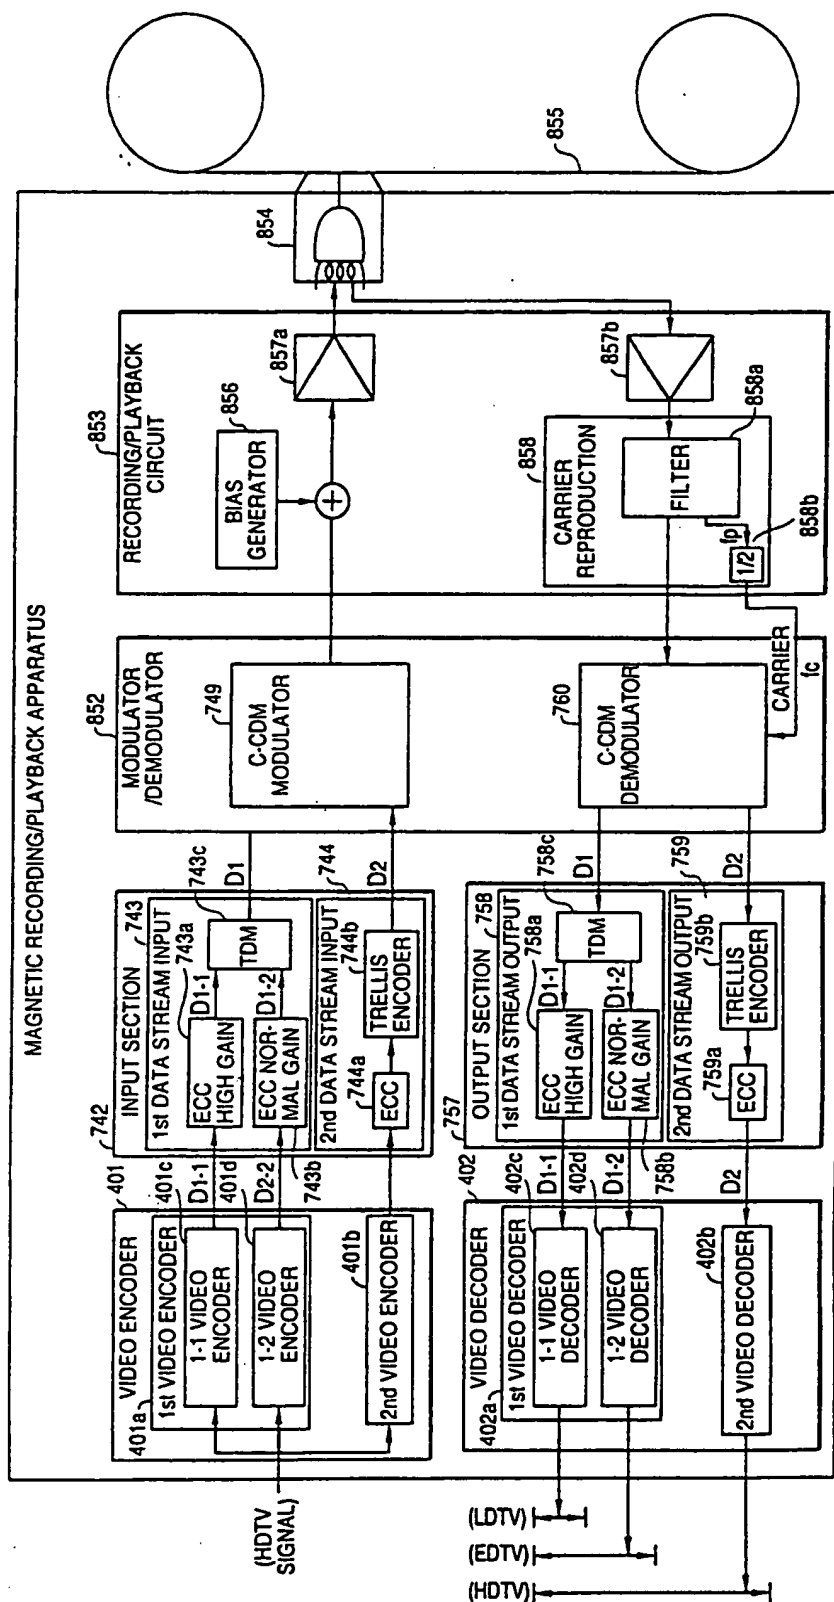 MAGNETIC RECORDING/PLAYBACK APPARATUS
(HDTV
SIGNAL)
401
VIDEO ENCODER
401a
1st VIDEO ENCODER
401c
1-1 VIDEO
ENCODER
401d
1-2 VIDEO
ENCODER
401b
2nd VIDEO ENCODER
D1-1
D2-2
742
INPUT SECTION
743
1st DATA STREAM INPUT
743a
ECC
HIGH GAIN
ECC NOR-
MAL GAIN
743b
D1-1
D1-2
743c
TDM
744
2nd DATA STREAM INPUT
744a
ECC
744b
TRELLIS
ENCODER
D1
D2
852
MODULATOR
/DEMODULATOR
749
C-CDM
MODULATOR
853
RECORDING/PLAYBACK
CIRCUIT
856
BIAS
GENERATOR
+
857a
854
855
857b
858
CARRIER
REPRODUCTION
858a
FILTER
fp
1/2
858b
CARRIER
fc
760
C-CDM
DEMODULATOR
D1
D2
757
OUTPUT SECTION
758
1st DATA STREAM OUTPUT
758a
ECC
HIGH GAIN
ECC NOR-
MAL GAIN
758b
D1-1
D1-2
758c
TDM
759
2nd DATA STREAM OUTPUT
759a
ECC
759b
TRELLIS
ENCODER
D1-1
D1-2
D2
402
VIDEO DECODER
402a
1st VIDEO DECODER
402c
1-1 VIDEO
DECODER
402d
1-2 VIDEO
DECODER
402b
2nd VIDEO DECODER
(LDTV)
(EDTV)
(HDTV)